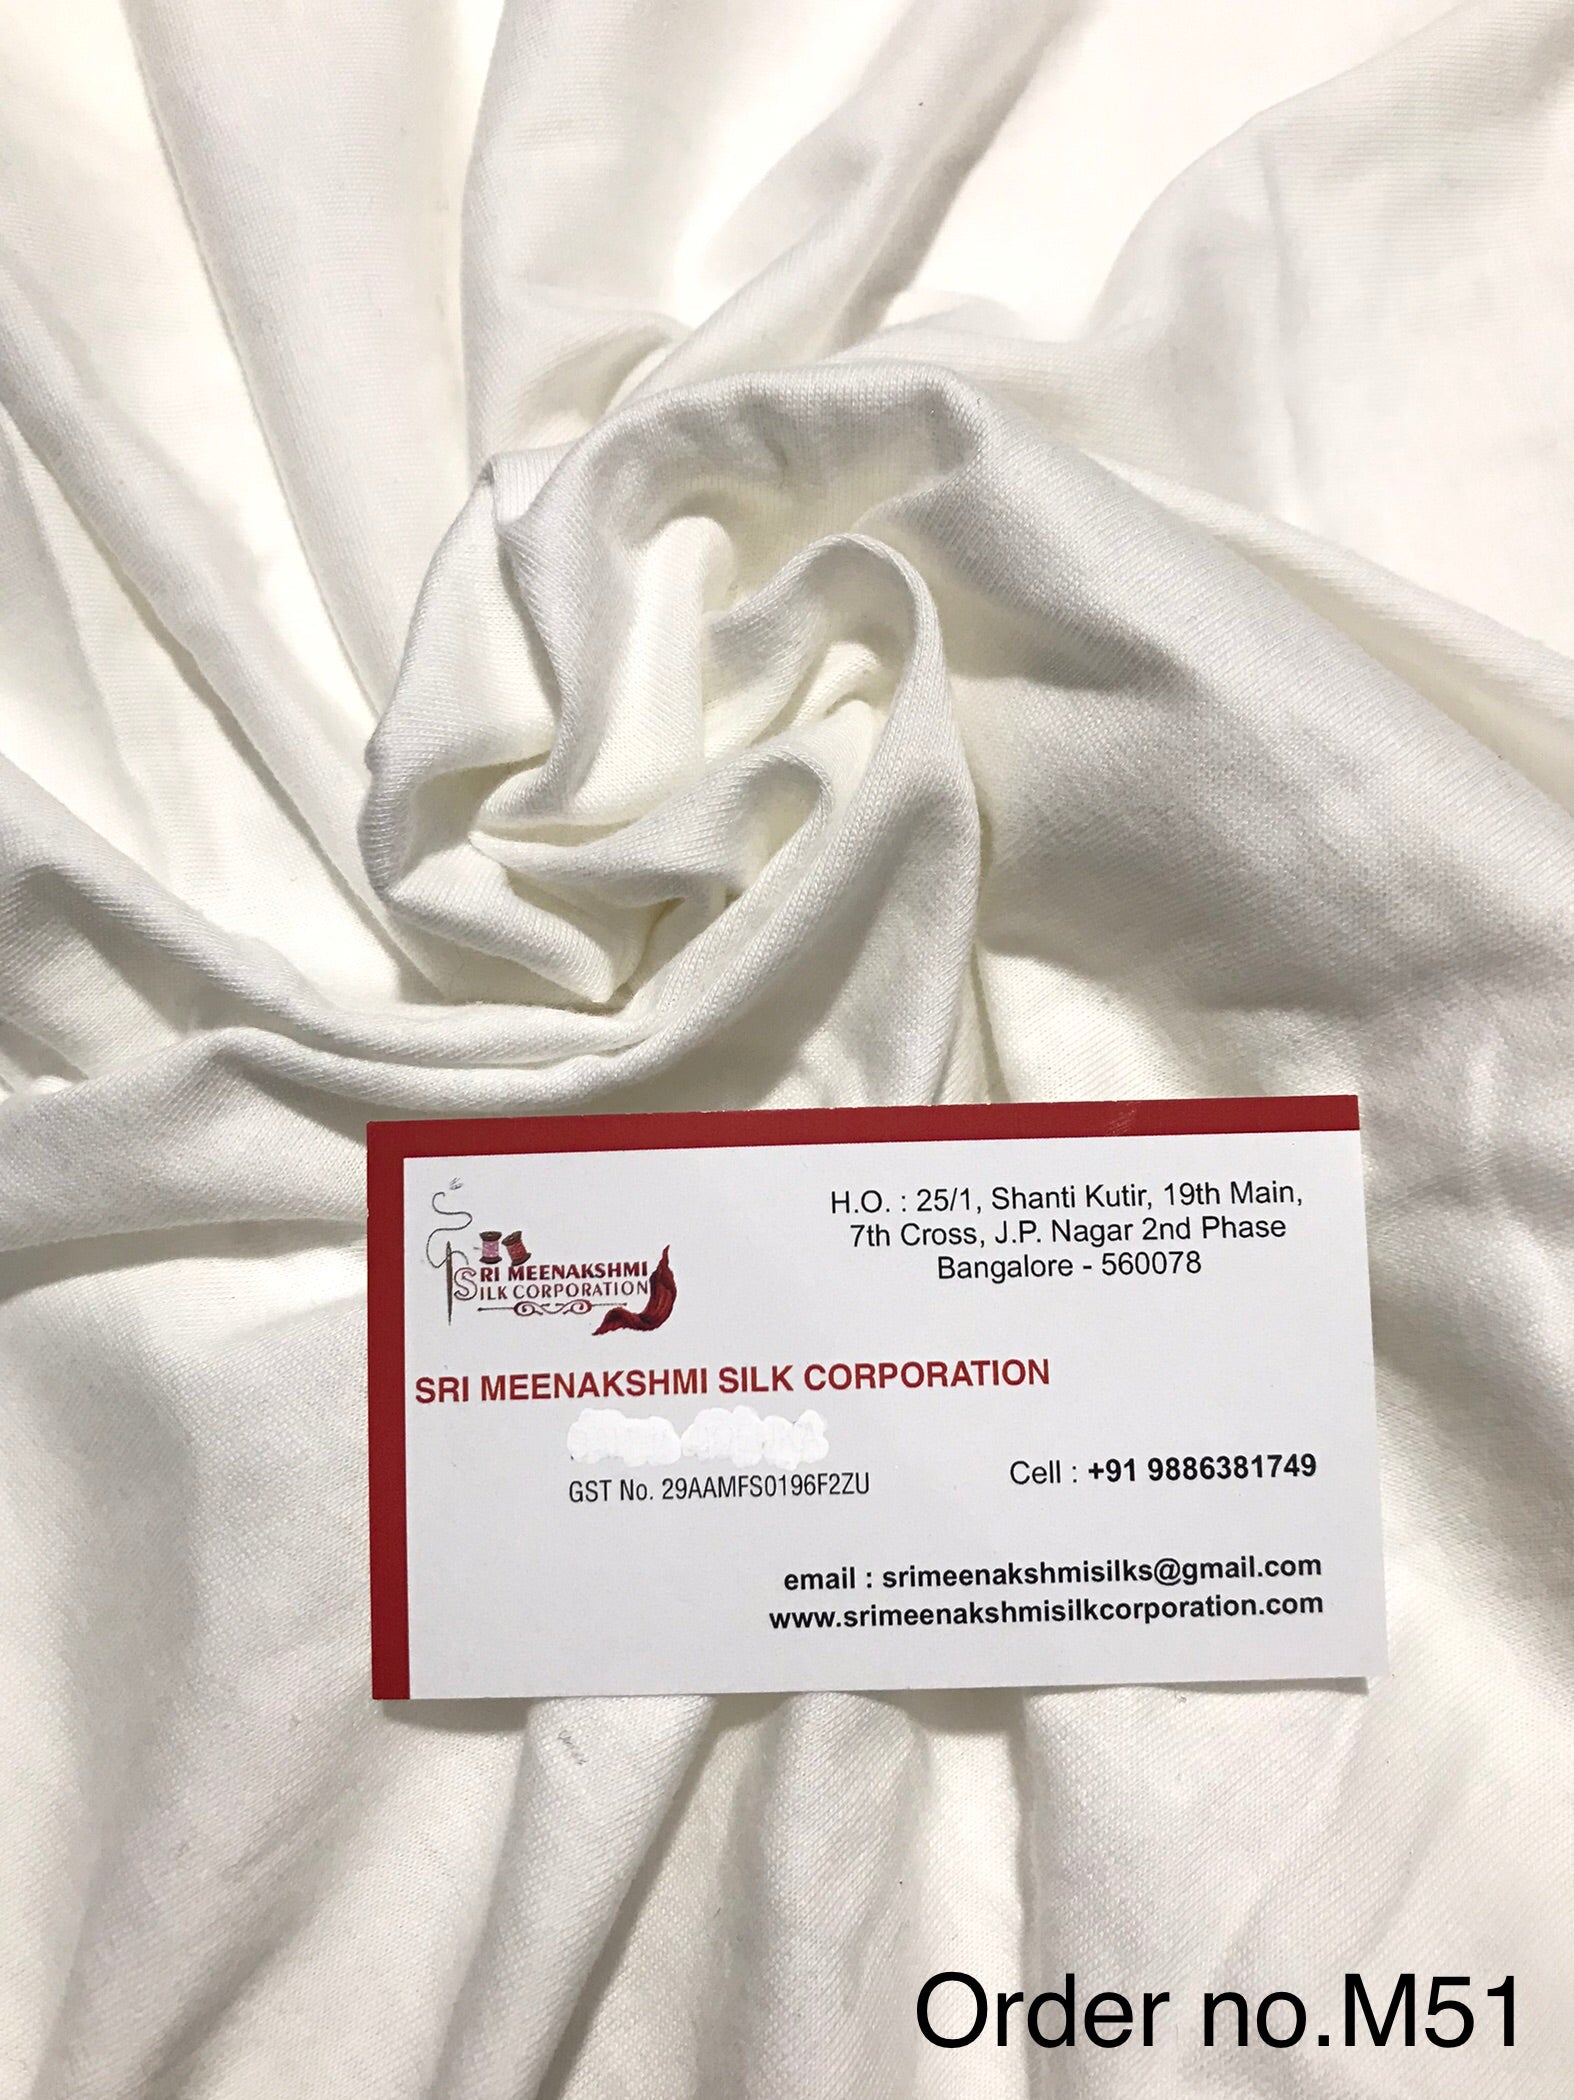 SRI MEENAKSHMI
SILK CORPORATION
H.O. : 25/1, Shanti Kutir, 19th Main,
7th Cross, J.P. Nagar 2nd Phase
Bangalore - 560078
SRI MEENAKSHMI SILK CORPORATION
GST No. 29AAMFS0196F2ZU
Cell : +91 9886381749
email : srimeenakshmisilks@gmail.com
www.srimeenakshmisilkcorporation.com
Order no.M51